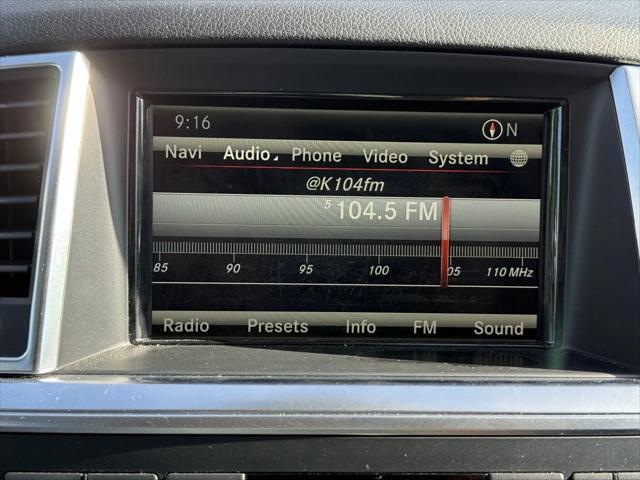 9:16 N
Navi Audio Phone Video System
@K104fm
5 104.5 FM
85 90 95 100 05 110 MHz
Radio Presets Info FM Sound